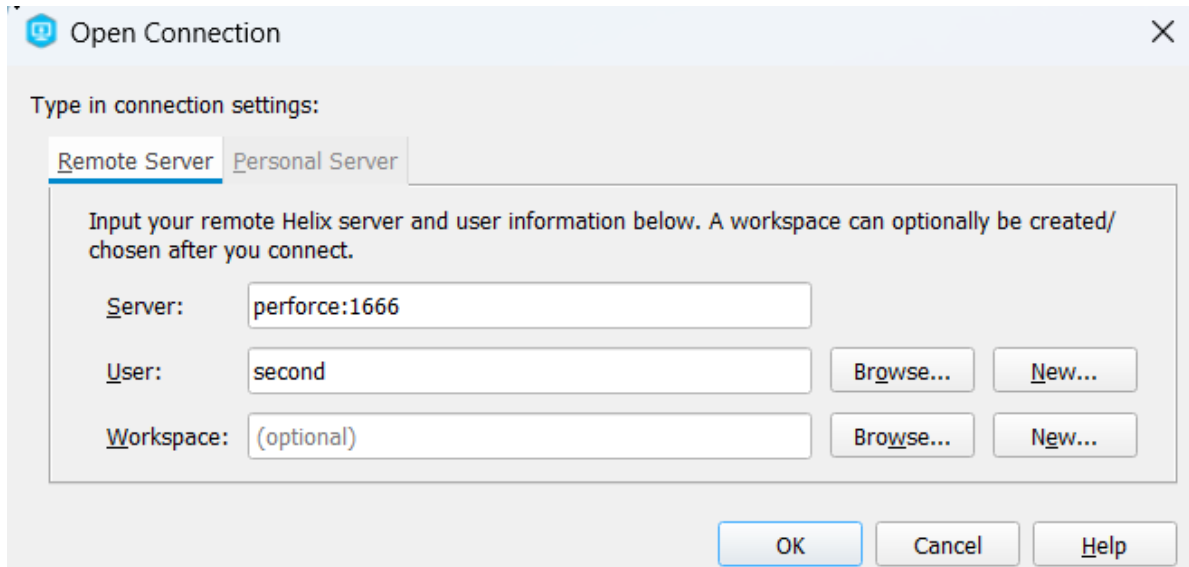 Open Connection
Type in connection settings:
Remote Server Personal Server
Input your remote Helix server and user information below. A workspace can optionally be created/
chosen after you connect.
Server: perforce:1666
User: second Browse... New...
Workspace: (optional) Browse... New...
OK Cancel Help